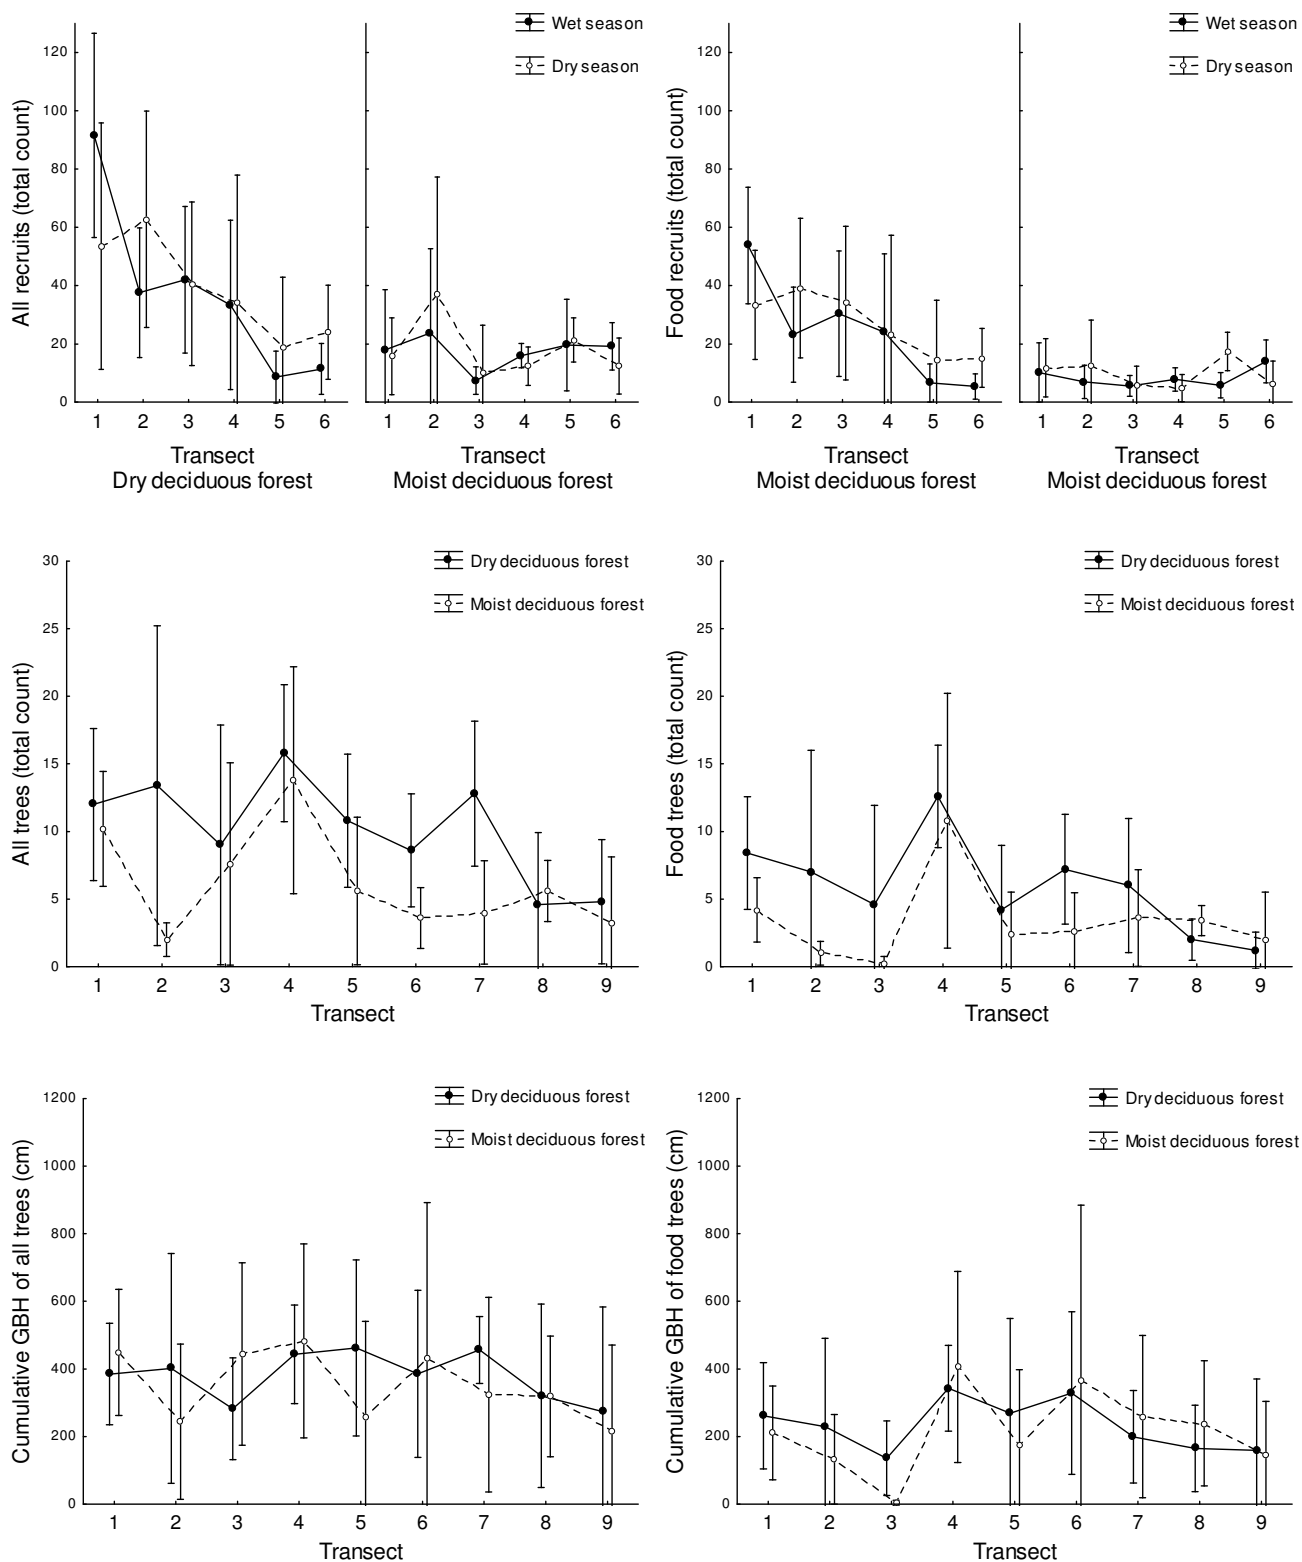 Wet season
Dry season
All recruits (total count)
120
100
80
60
40
20
0
1 2 3 4 5 6
Transect
Dry deciduous forest
1 2 3 4 5 6
Transect
Moist deciduous forest
Wet season
Dry season
Food recruits (total count)
120
100
80
60
40
20
0
1 2 3 4 5 6
Transect
Moist deciduous forest
1 2 3 4 5 6
Transect
Moist deciduous forest
Dry deciduous forest
Moist deciduous forest
All trees (total count)
30
25
20
15
10
5
0
1 2 3 4 5 6 7 8 9
Transect
Dry deciduous forest
Moist deciduous forest
Food trees (total count)
30
25
20
15
10
5
0
1 2 3 4 5 6 7 8 9
Transect
Dry deciduous forest
Moist deciduous forest
Cumulative GBH of all trees (cm)
1200
1000
800
600
400
200
0
1 2 3 4 5 6 7 8 9
Transect
Dry deciduous forest
Moist deciduous forest
Cumulative GBH of food trees (cm)
1200
1000
800
600
400
200
0
1 2 3 4 5 6 7 8 9
Transect